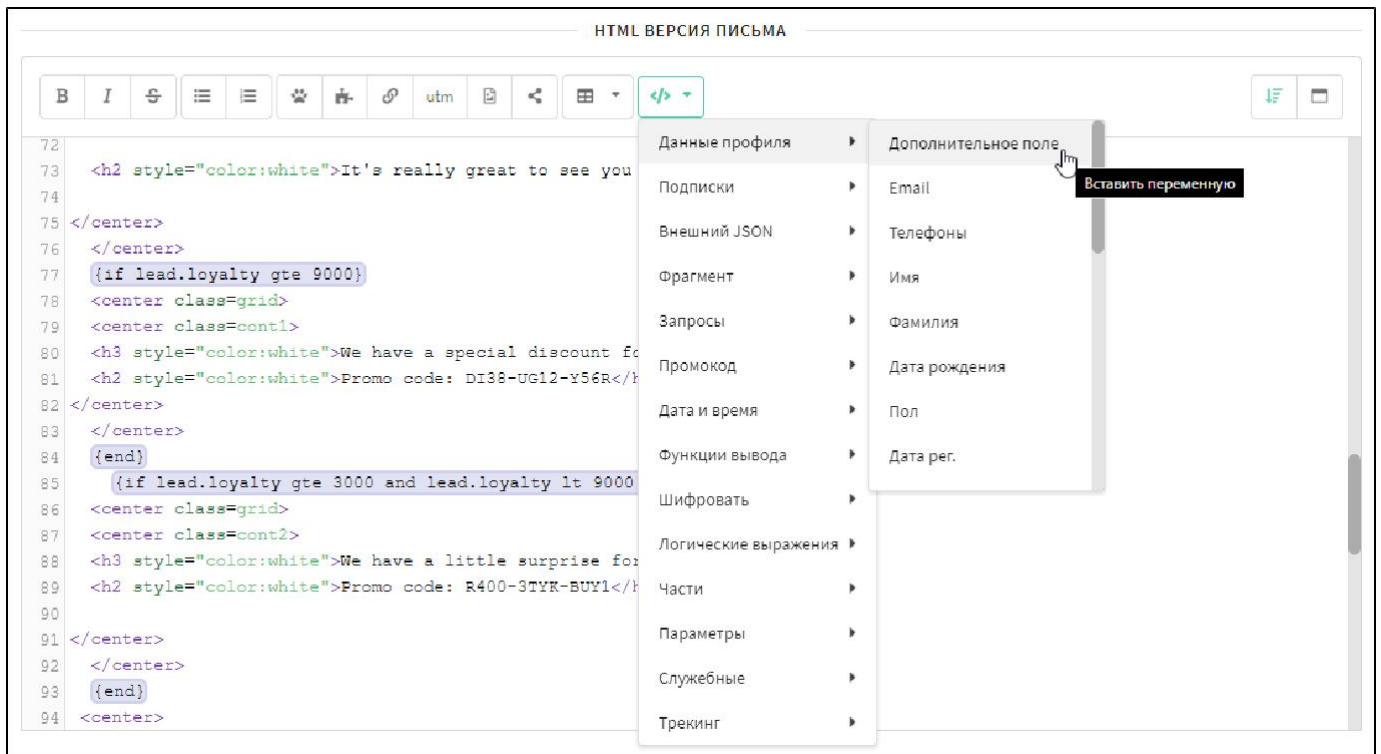 HTML ВЕРСИЯ ПИСЬМА
B I S utm </>
72
73 <h2 style="color:white">It's really great to see you
74
75 </center>
76 </center>
77 {if lead.loyalty gte 9000}
78 <center class=grid>
79 <center class=cont1>
80 <h3 style="color:white">We have a special discount fo
81 <h2 style="color:white">Promo code: DI38-UG12-Y56R</h
82 </center>
83 </center>
84 {end}
85 {if lead.loyalty gte 3000 and lead.loyalty lt 9000
86 <center class=grid>
87 <center class=cont2>
88 <h3 style="color:white">We have a little surprise for
89 <h2 style="color:white">Promo code: R400-3TYK-BUY1</h
90
91 </center>
92 </center>
93 {end}
94 <center>
Данные профиля
Подписки
Внешний JSON
Фрагмент
Запросы
Промокод
Дата и время
Функции вывода
Шифровать
Логические выражения
Части
Параметры
Служебные
Трекинг
Дополнительное поле
Вставить переменную
Email
Телефоны
Имя
Фамилия
Дата рождения
Пол
Дата рег.